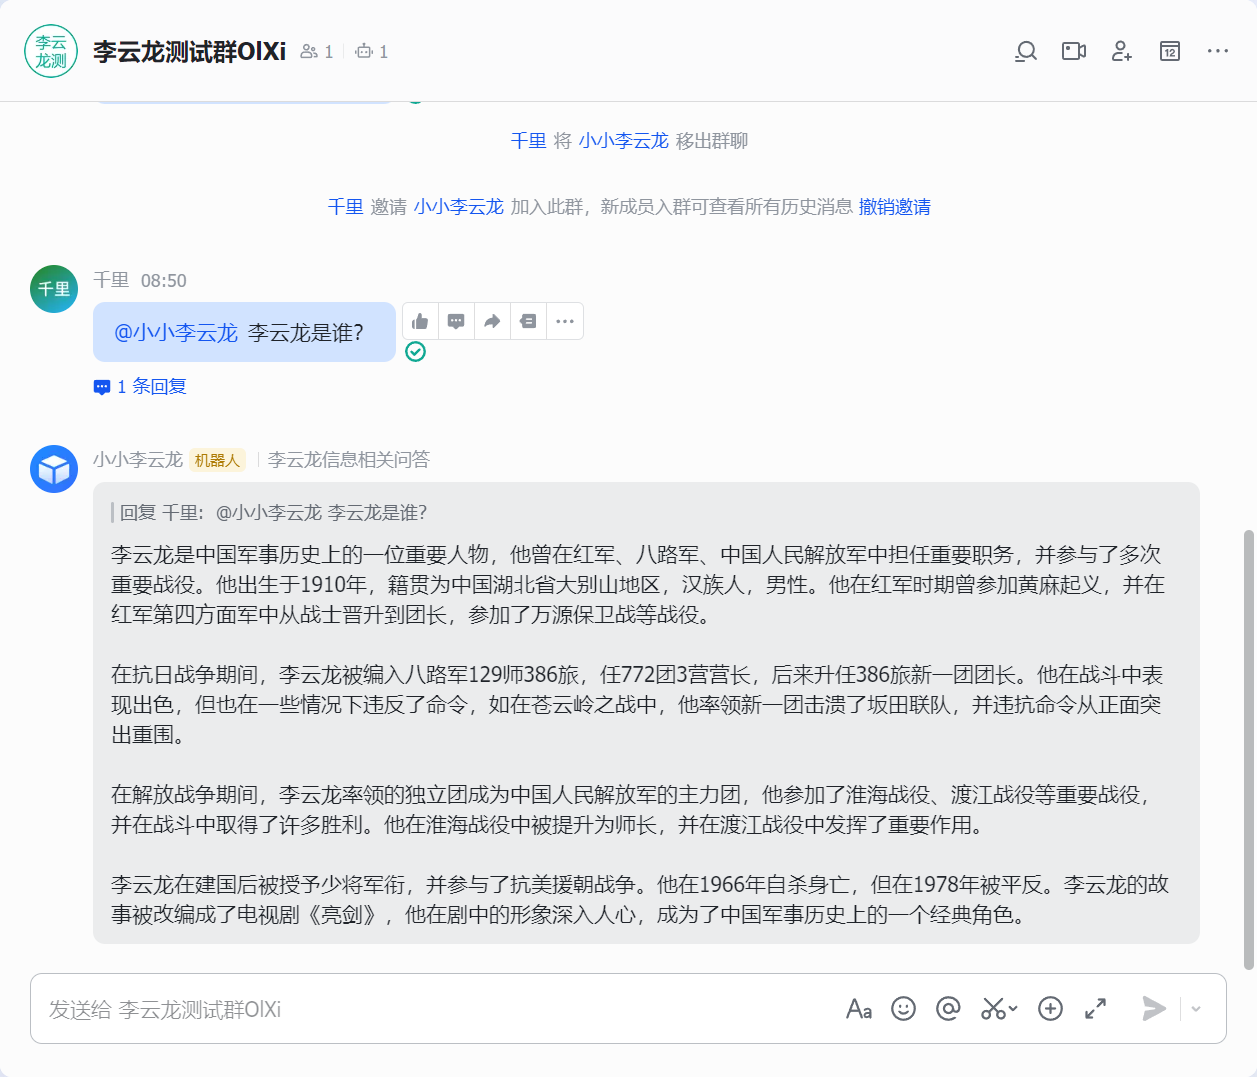 李云
龙测
李云龙测试群OlXi 1 1
12
千里 将 小小李云龙 移出群聊
千里 邀请 小小李云龙 加入此群，新成员入群可查看所有历史消息 撤销邀请
千里
千里 08:50
@小小李云龙 李云龙是谁？
1 条回复
小小李云龙 机器人 李云龙信息相关问答
回复 千里： @小小李云龙 李云龙是谁？
李云龙是中国军事历史上的一位重要人物，他曾在红军、八路军、中国人民解放军中担任重要职务，并参与了多次
重要战役。他出生于1910年，籍贯为中国湖北省大别山地区，汉族人，男性。他在红军时期曾参加黄麻起义，并在
红军第四方面军中从战士晋升到团长，参加了万源保卫战等战役。
在抗日战争期间，李云龙被编入八路军129师386旅，任772团3营营长，后来升任386旅新一团团长。他在战斗中表
现出色，但也在一些情况下违反了命令，如在苍云岭之战中，他率领新一团击溃了坂田联队，并违抗命令从正面突
出重围。
在解放战争期间，李云龙率领的独立团成为中国人民解放军的主力团，他参加了淮海战役、渡江战役等重要战役，
并在战斗中取得了许多胜利。他在淮海战役中被提升为师长，并在渡江战役中发挥了重要作用。
李云龙在建国后被授予少将军衔，并参与了抗美援朝战争。他在1966年自杀身亡，但在1978年被平反。李云龙的故
事被改编成了电视剧《亮剑》，他在剧中的形象深入人心，成为了中国军事历史上的一个经典角色。
发送给 李云龙测试群OlXi Aa